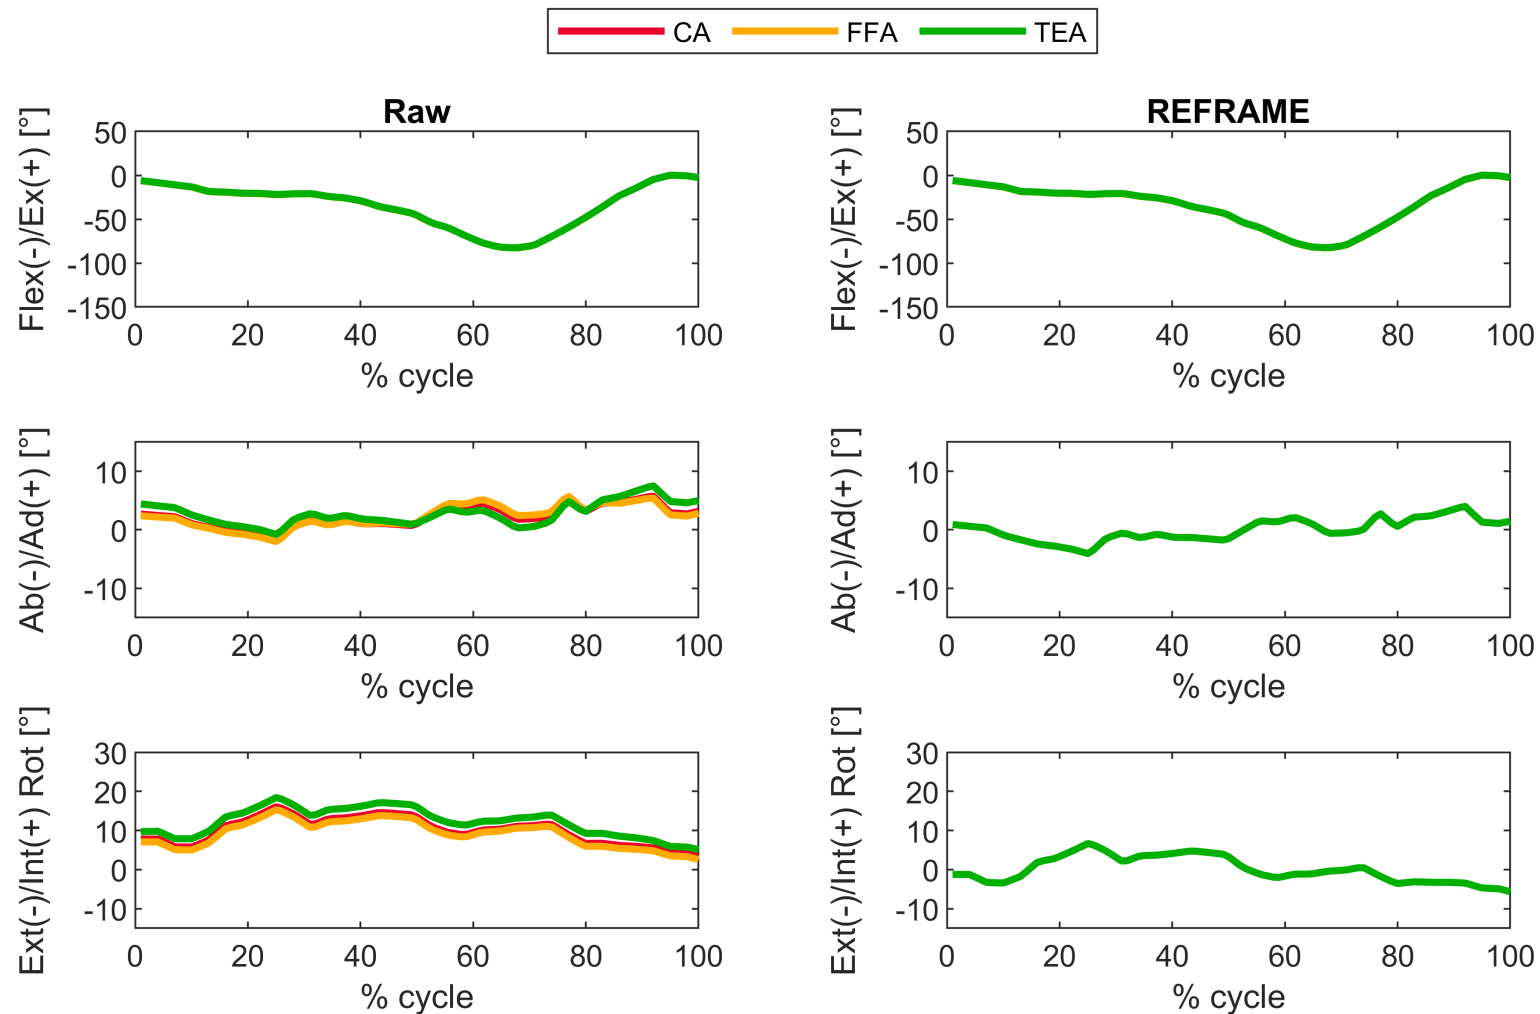 CA FFA TEA
Raw
Flex(-)/Ex(+) [°]
50
0
-50
-100
-150
0 20 40 60 80 100
% cycle
REFRAME
Flex(-)/Ex(+) [°]
50
0
-50
-100
-150
0 20 40 60 80 100
% cycle
Ab(-)/Ad(+) [°]
10
0
-10
0 20 40 60 80 100
% cycle
Ab(-)/Ad(+) [°]
10
0
-10
0 20 40 60 80 100
% cycle
Ext(-)/Int(+) Rot [°]
30
20
10
0
-10
0 20 40 60 80 100
% cycle
Ext(-)/Int(+) Rot [°]
30
20
10
0
-10
0 20 40 60 80 100
% cycle